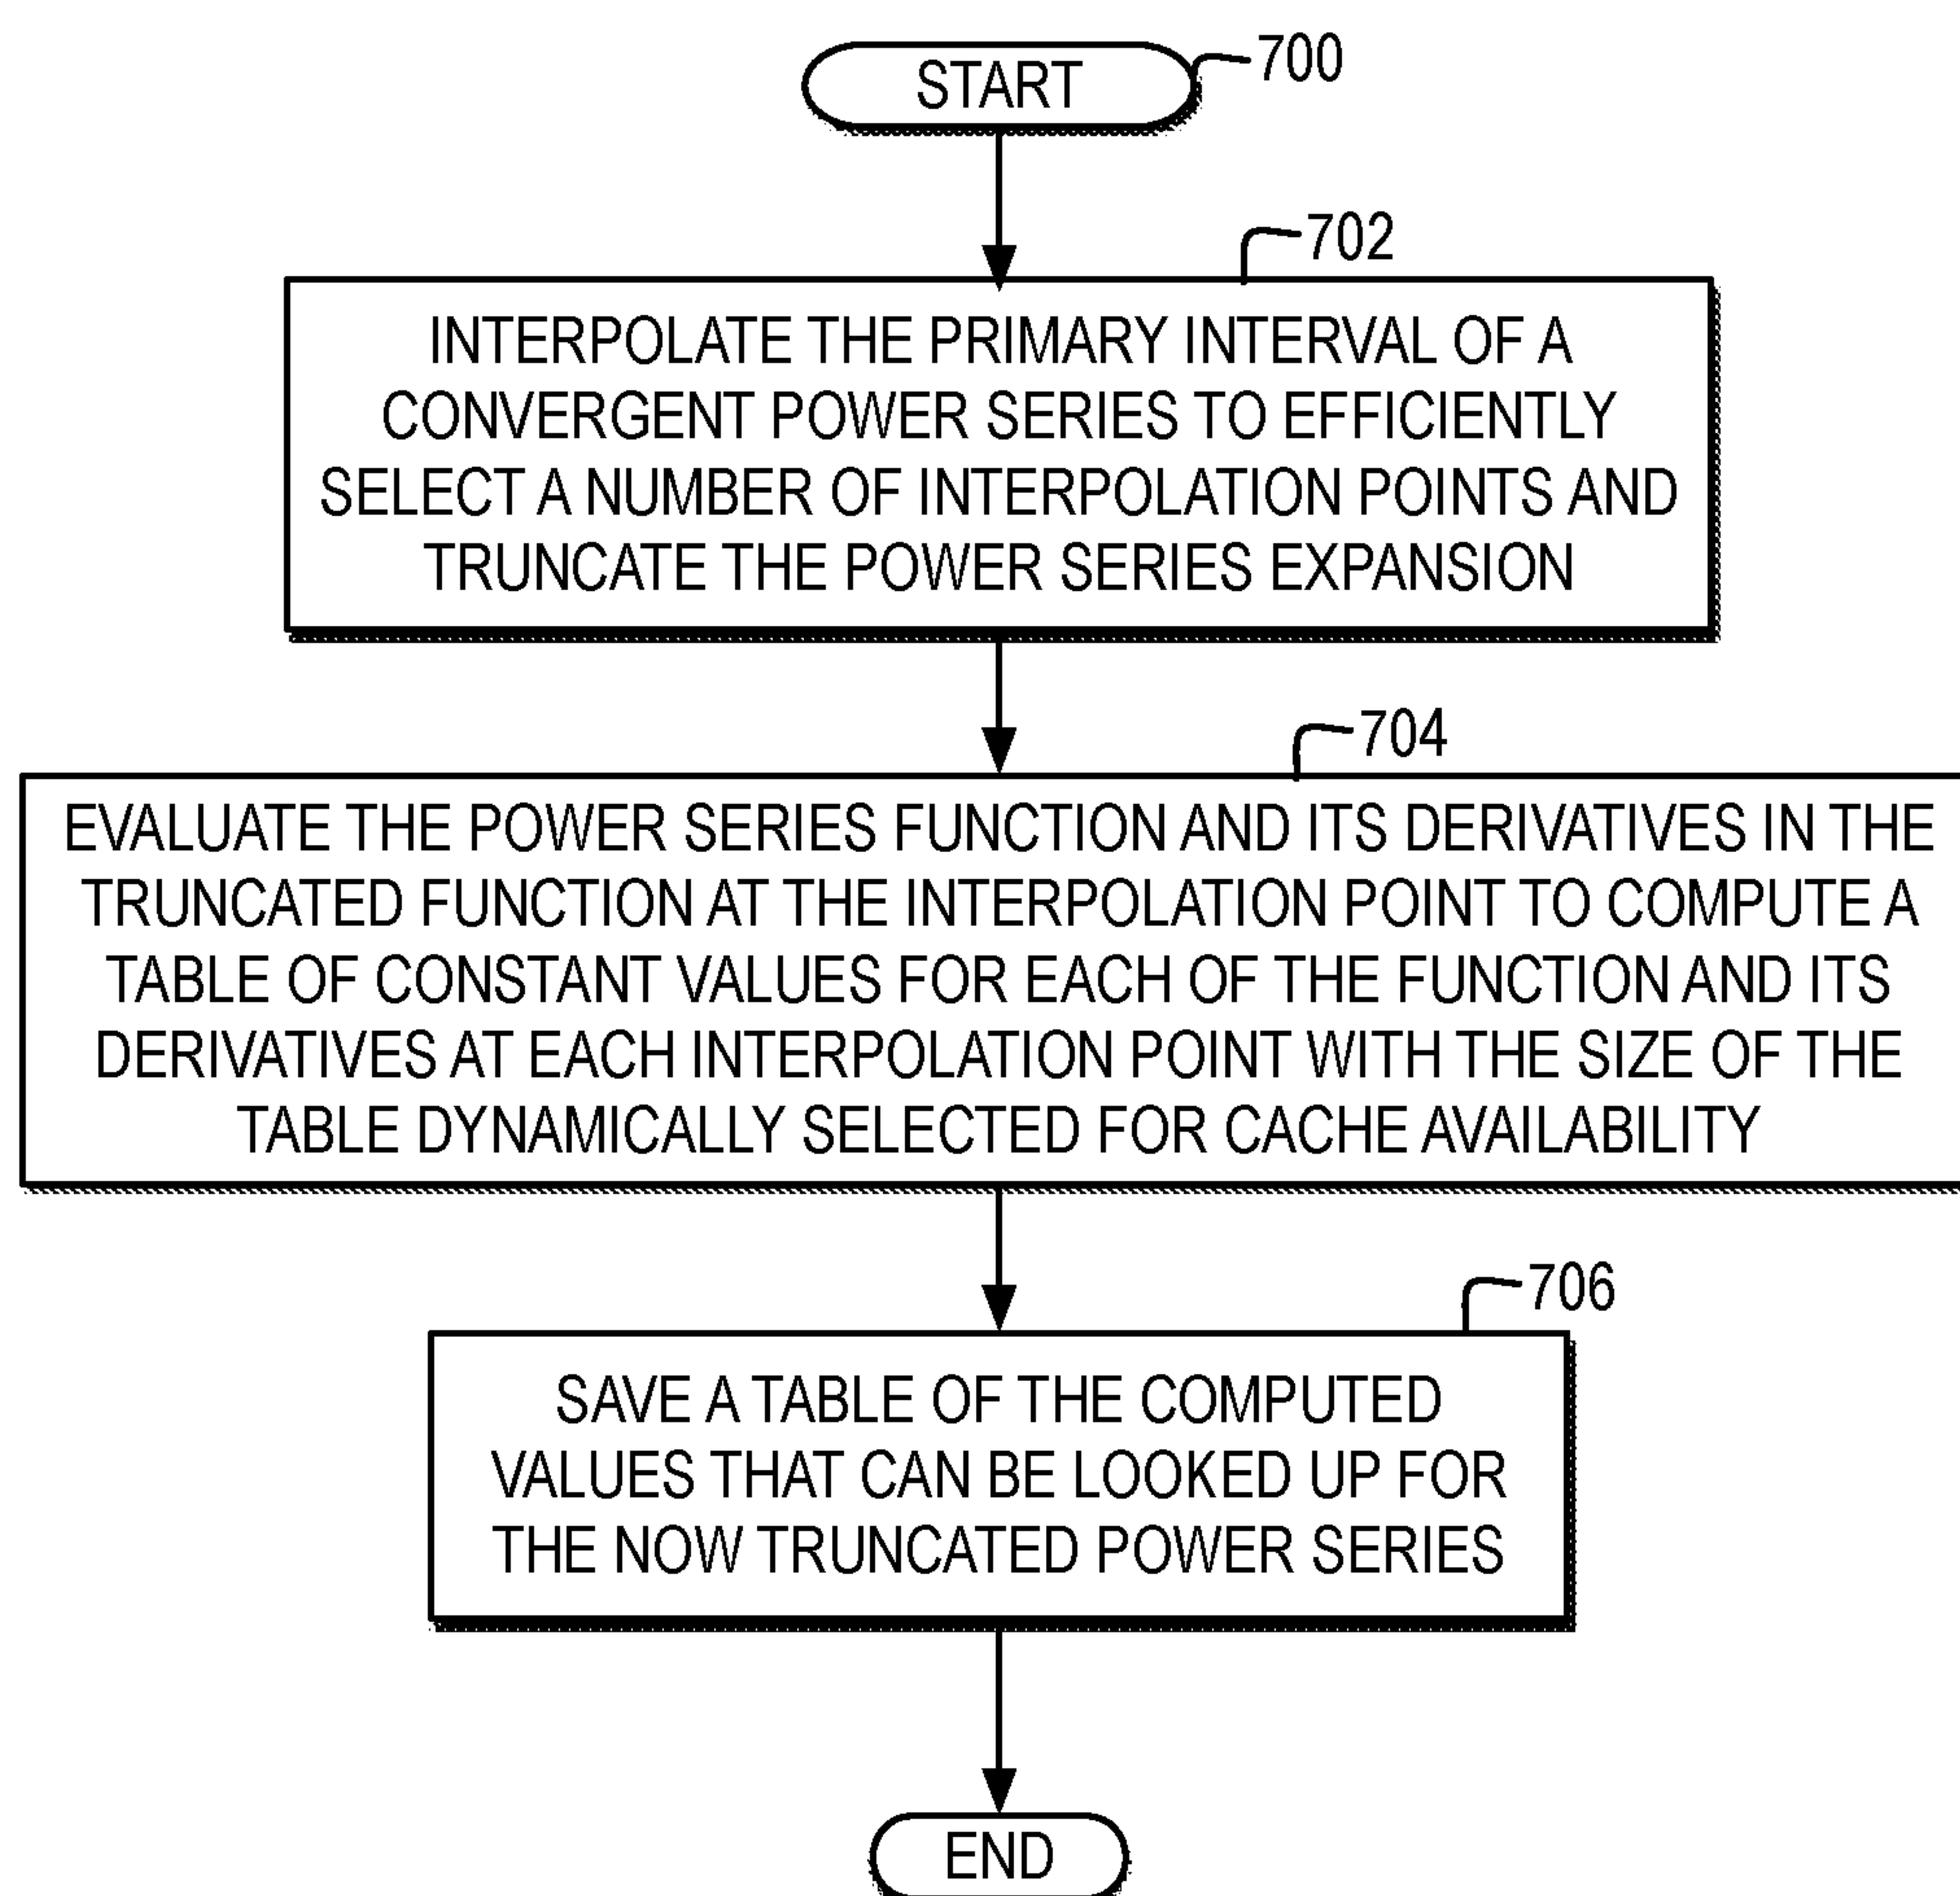 START
700
702
INTERPOLATE THE PRIMARY INTERVAL OF A
CONVERGENT POWER SERIES TO EFFICIENTLY
SELECT A NUMBER OF INTERPOLATION POINTS AND
TRUNCATE THE POWER SERIES EXPANSION
704
EVALUATE THE POWER SERIES FUNCTION AND ITS DERIVATIVES IN THE
TRUNCATED FUNCTION AT THE INTERPOLATION POINT TO COMPUTE A
TABLE OF CONSTANT VALUES FOR EACH OF THE FUNCTION AND ITS
DERIVATIVES AT EACH INTERPOLATION POINT WITH THE SIZE OF THE
TABLE DYNAMICALLY SELECTED FOR CACHE AVAILABILITY
706
SAVE A TABLE OF THE COMPUTED
VALUES THAT CAN BE LOOKED UP FOR
THE NOW TRUNCATED POWER SERIES
END